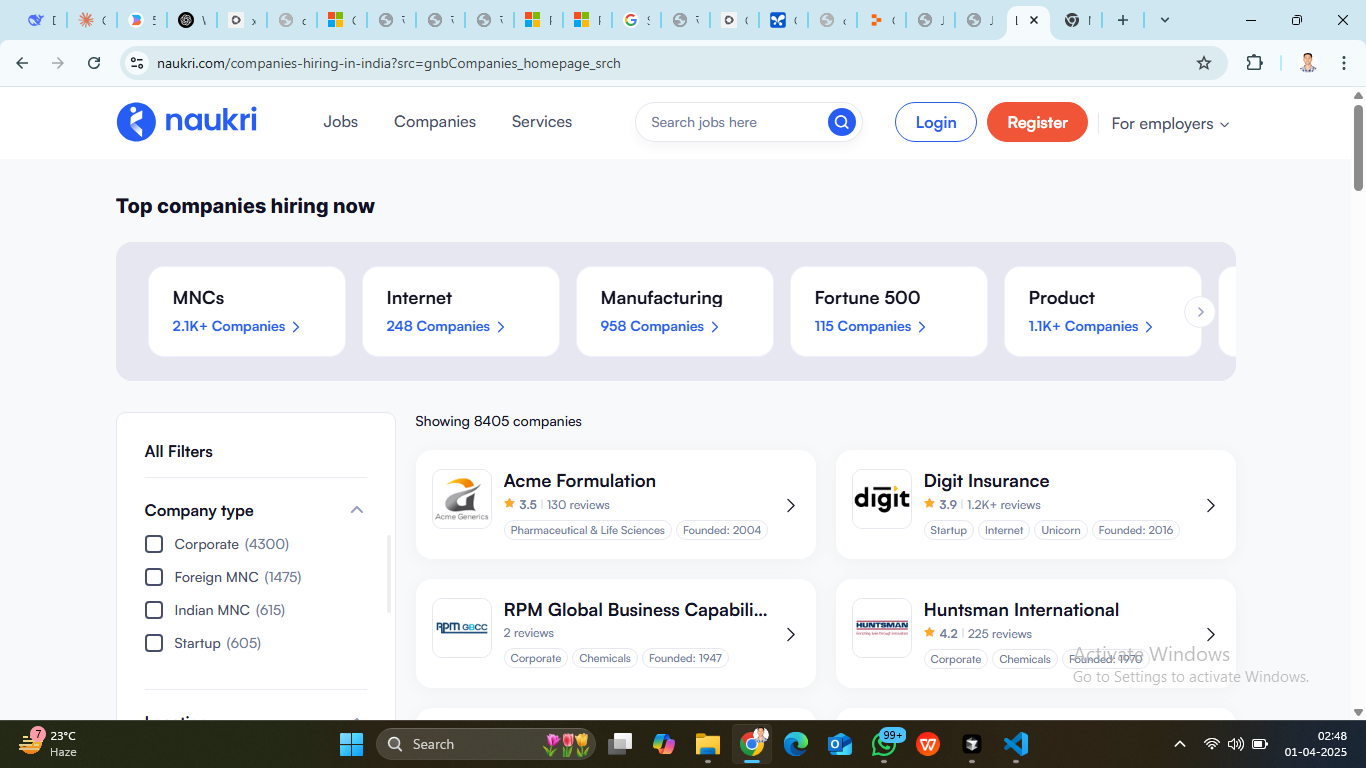 naukri.com/companies-hiring-in-india?src=gnbCompanies_homepage_srch
naukri
Jobs
Companies
Services
Search jobs here
Login
Register
For employers
Top companies hiring now
MNCs
2.1K+ Companies
Internet
248 Companies
Manufacturing
958 Companies
Fortune 500
115 Companies
Product
1.1K+ Companies
All Filters
Company type
Corporate (4300)
Foreign MNC (1475)
Indian MNC (615)
Startup (605)
Showing 8405 companies
Acme Generics
Acme Formulation
3.5 130 reviews
Pharmaceutical & Life Sciences Founded: 2004
digit
Digit Insurance
3.9 1.2K+ reviews
Startup Internet Unicorn Founded: 2016
rpm GBCC
RPM Global Business Capabili...
2 reviews
Corporate Chemicals Founded: 1947
HUNTSMAN
Huntsman International
4.2 225 reviews
Corporate Chemicals Founded: 1970
Activate Windows
Go to Settings to activate Windows.
7
23°C
Haze
Search
99+
02:48
01-04-2025